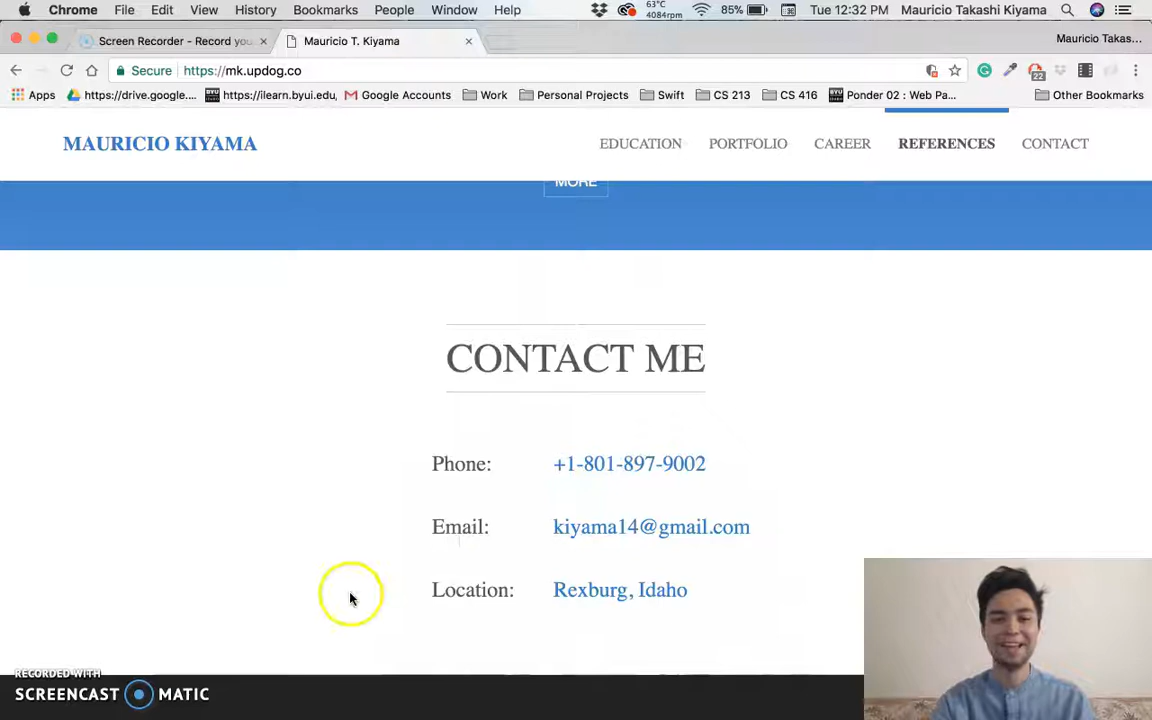 Chrome File Edit View History Bookmarks People Window Help 63°C 4084rpm 85% Tue 12:32 PM Mauricio Takashi Kiyama
Screen Recorder - Record you × Mauricio T. Kiyama × Mauricio Takas...
Secure https://mk.updog.co 22
Apps https://drive.google.... https://ilearn.byui.edu, Google Accounts Work Personal Projects Swift CS 213 CS 416 Ponder 02 : Web Pa... Other Bookmarks
MAURICIO KIYAMA EDUCATION PORTFOLIO CAREER REFERENCES CONTACT
MORE
CONTACT ME
Phone: +1-801-897-9002
Email: kiyama14@gmail.com
Location: Rexburg, Idaho
RECORDED WITH
SCREENCAST MATIC